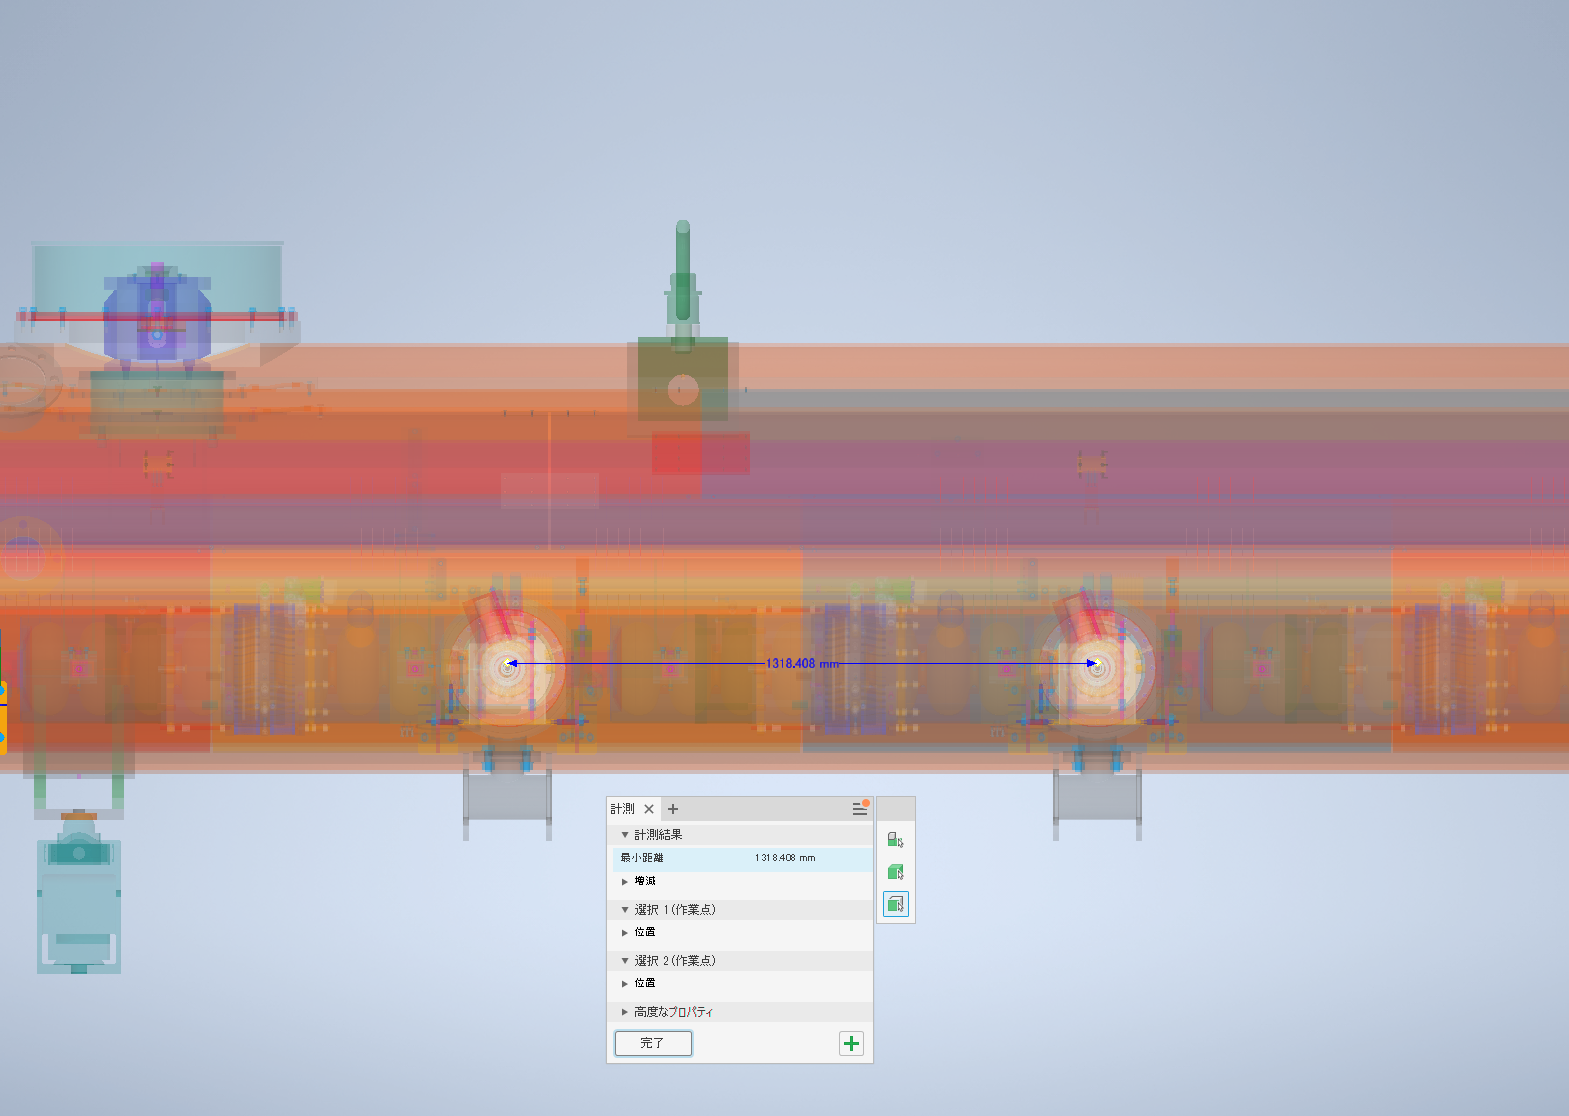 1318.408 mm
計測
計測結果
最小距離 1318.408 mm
増減
選択 1(作業点)
位置
選択 2(作業点)
位置
高度なプロパティ
完了